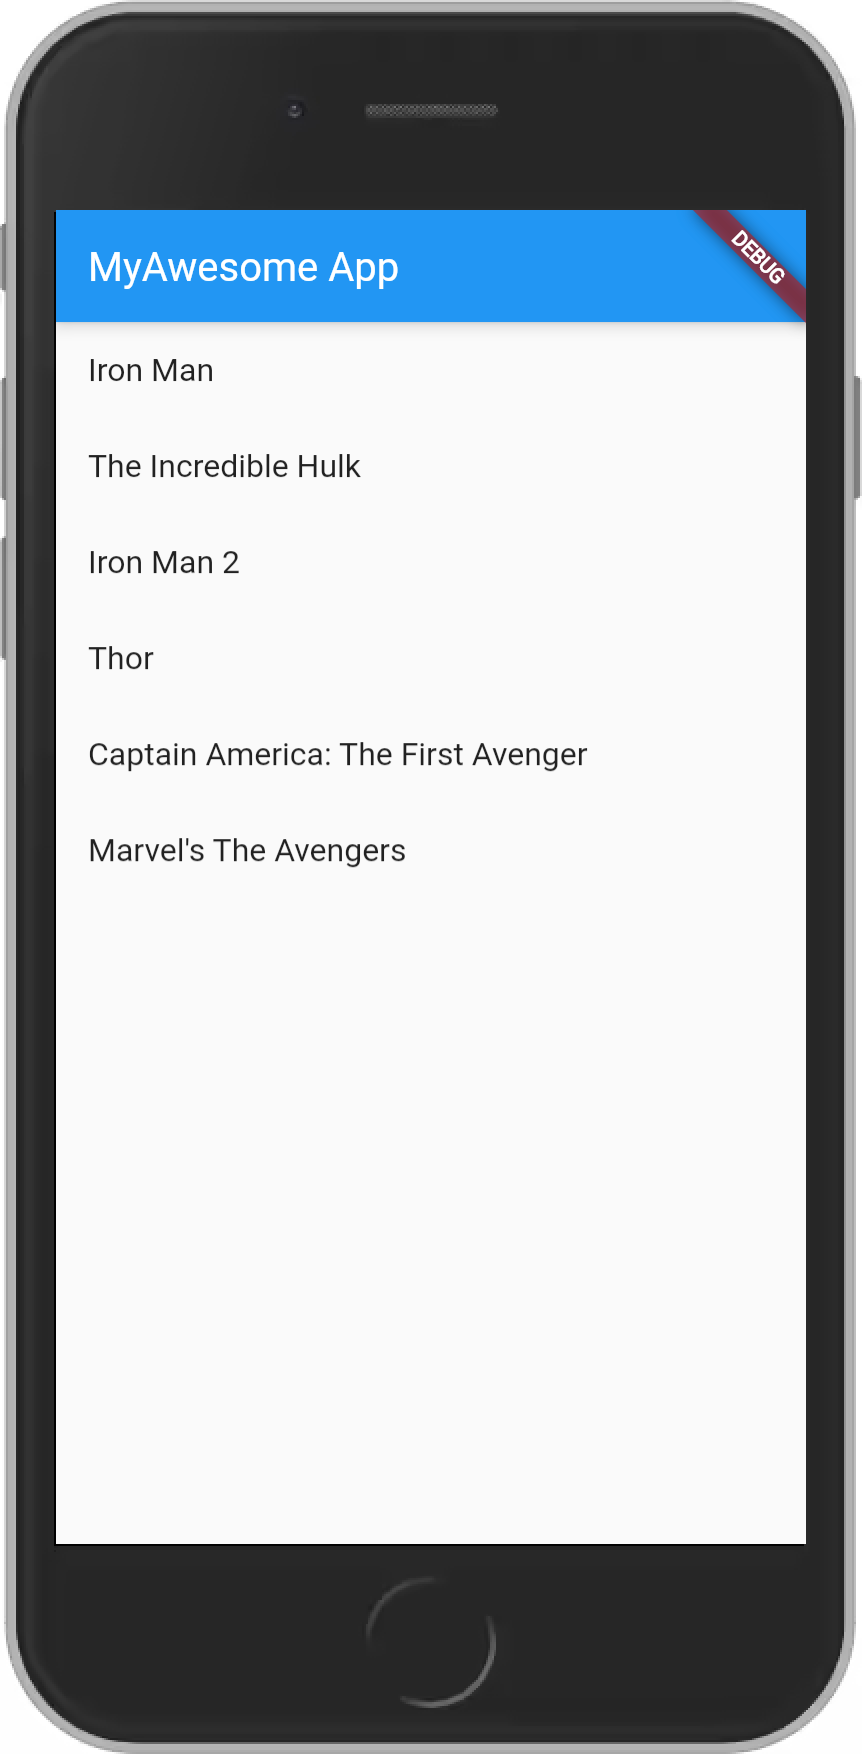 MyAwesome App
DEBUG
Iron Man
The Incredible Hulk
Iron Man 2
Thor
Captain America: The First Avenger
Marvel's The Avengers